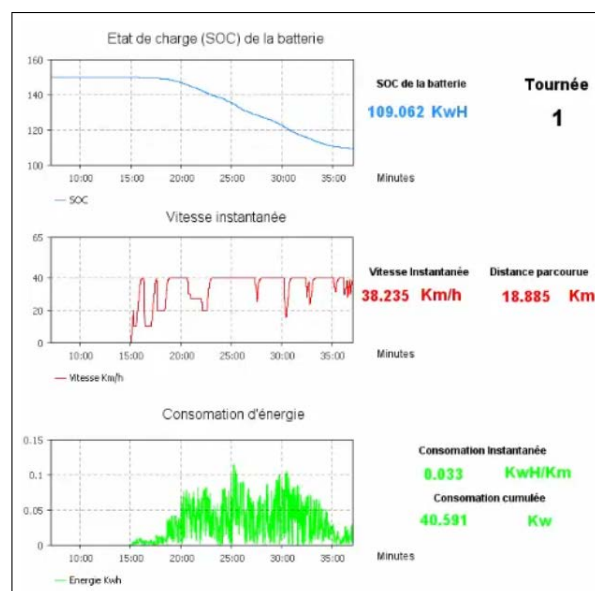 Etat de charge (SOC) de la batterie
160
140
120
100
10:00 15:00 20:00 25:00 30:00 35:00
Minutes
SOC
SOC de la batterie
109.062 KwH
Tournée
1
Vitesse instantanée
65
40
20
0
10:00 15:00 20:00 25:00 30:00 35:00
Minutes
Vitesse Km/h
Vitesse Instantanée
38.235 Km/h
Distance parcourue
18.885 Km
Consomation d'énergie
0.15
0.1
0.05
0
10:00 15:00 20:00 25:00 30:00 35:00
Minutes
Energie Kwh
Consomation Instantanée
0.033 KwH/Km
Consomation cumulée
40.591 Kw